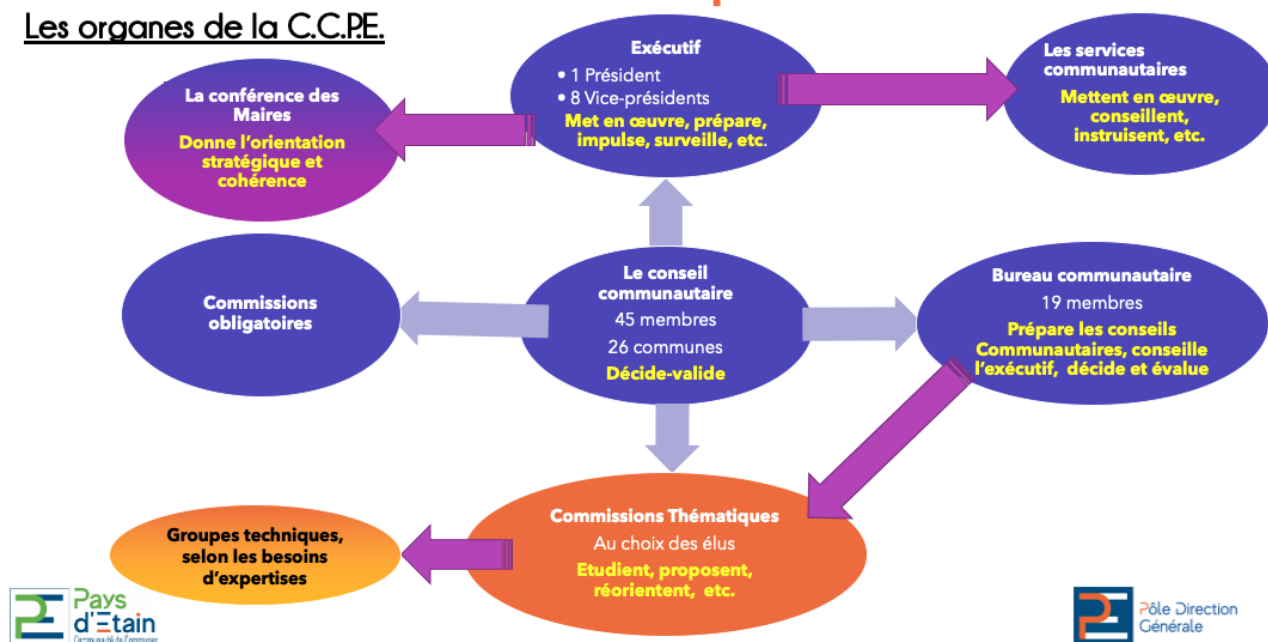 Les organes de la C.C.P.E.
Exécutif
• 1 Président
• 8 Vice-présidents
Met en œuvre, prépare,
impulse, surveille, etc.
Les services
communautaires
Mettent en œuvre,
conseillent,
instruisent, etc.
La conférence des
Maires
Donne l’orientation
stratégique et
cohérence
Commissions
obligatoires
Le conseil
communautaire
45 membres
26 communes
Décide-valide
Bureau communautaire
19 membres
Prépare les conseils
Communautaires, conseille
l’exécutif, décide et évalue
Commissions Thématiques
Au choix des élus
Etudient, proposent,
réorientent, etc.
Groupes techniques,
selon les besoins
d’expertises
Pays
d'Etain
Communauté de Communes
Pôle Direction
Générale